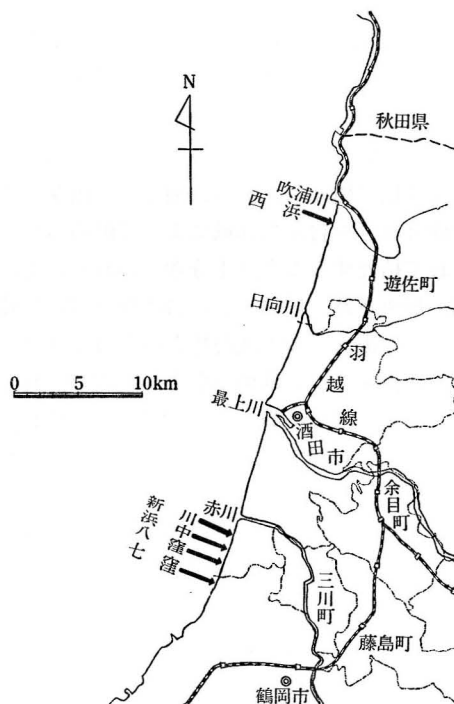 N
秋田県
吹浦川
西浜
遊佐町
日向川
羽越線
0 5 10km
最上川
酒田市
余目町
赤川
新川
浜中
八窪
七窪
三川町
藤島町
鶴岡市